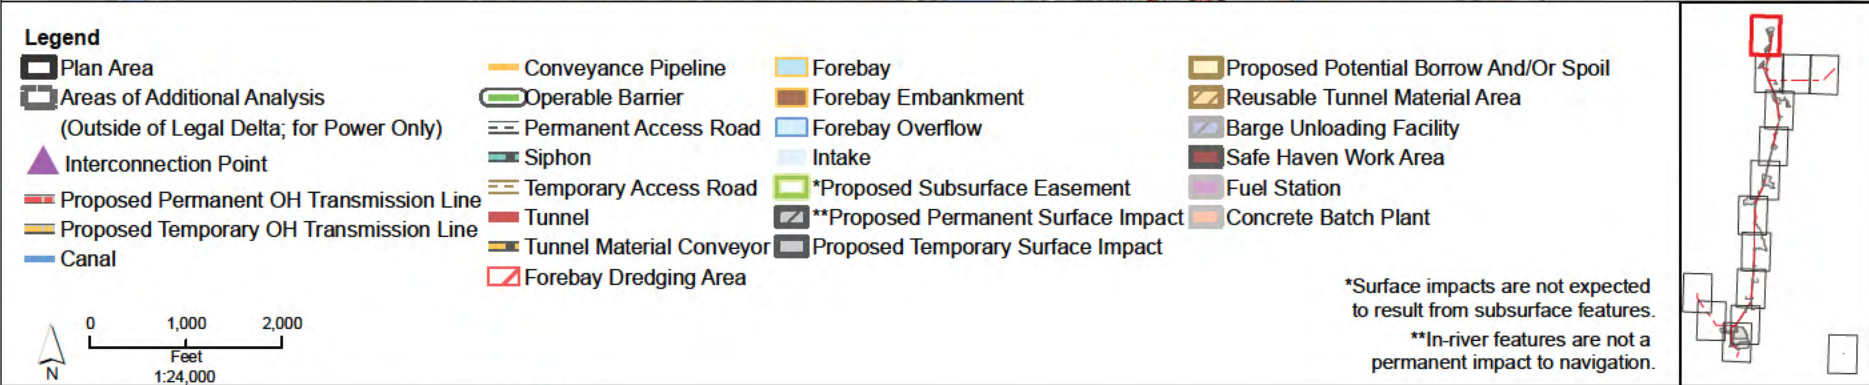 Legend
Plan Area
Areas of Additional Analysis
(Outside of Legal Delta; for Power Only)
Interconnection Point
Proposed Permanent OH Transmission Line
Proposed Temporary OH Transmission Line
Canal
Conveyance Pipeline
Operable Barrier
Permanent Access Road
Siphon
Temporary Access Road
Tunnel
Tunnel Material Conveyor
Forebay Dredging Area
Forebay
Forebay Embankment
Forebay Overflow
Intake
*Proposed Subsurface Easement
**Proposed Permanent Surface Impact
Proposed Temporary Surface Impact
Proposed Potential Borrow And/Or Spoil
Reusable Tunnel Material Area
Barge Unloading Facility
Safe Haven Work Area
Fuel Station
Concrete Batch Plant
*Surface impacts are not expected
to result from subsurface features.
**In-river features are not a
permanent impact to navigation.
N
0 1,000 2,000
Feet
1:24,000